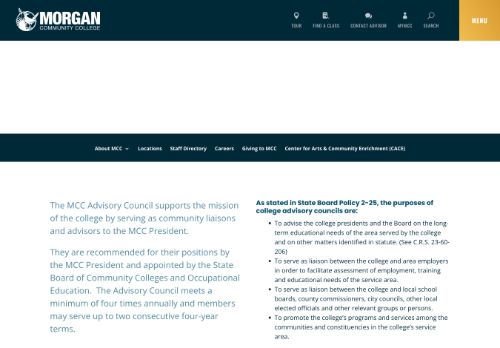 MORGAN
COMMUNITY COLLEGE
TOUR
FIND A CLASS
CONTACT ADVISOR
MYMCC
SEARCH
MENU
About MCC
Locations
Staff Directory
Careers
Giving to MCC
Center for Arts & Community Enrichment (CACE)
The MCC Advisory Council supports the mission
of the college by serving as community liaisons
and advisors to the MCC President.
They are recommended for their positions by
the MCC President and appointed by the State
Board of Community Colleges and Occupational
Education. The Advisory Council meets a
minimum of four times annually and members
may serve up to two consecutive four-year
terms.
As stated in State Board Policy 2-25, the purposes of
college advisory councils are:
To advise the college presidents and the Board on the long-
term educational needs of the area served by the college
and on other matters identified in statute. (See C.R.S. 23-60-
206)
To serve as liaison between the college and area employers
in order to facilitate assessment of employment, training
and educational needs of the service area.
To serve as liaison between the college and local school
boards, county commissioners, city councils, other local
elected officials and other relevant groups or persons.
To promote the college's programs and services among the
communities and constituencies in the college's service
area.